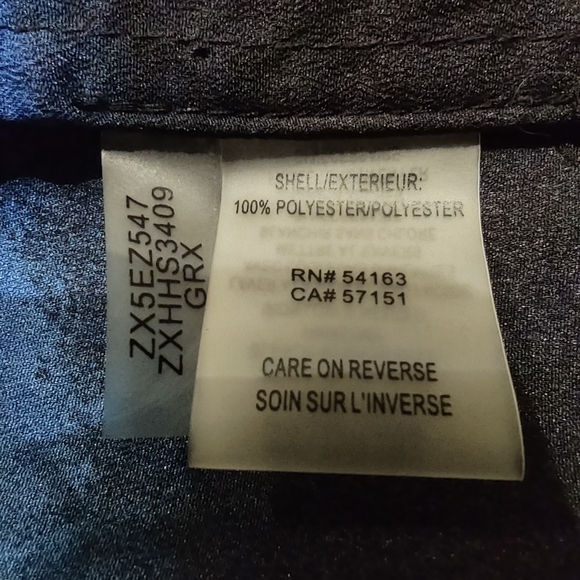 ZX5EZ547
ZXHHS3409
GRX
SHELL/EXTERIEUR:
100% POLYESTER/POLYESTER
RN# 54163
CA# 57151
CARE ON REVERSE
SOIN SUR L'INVERSE